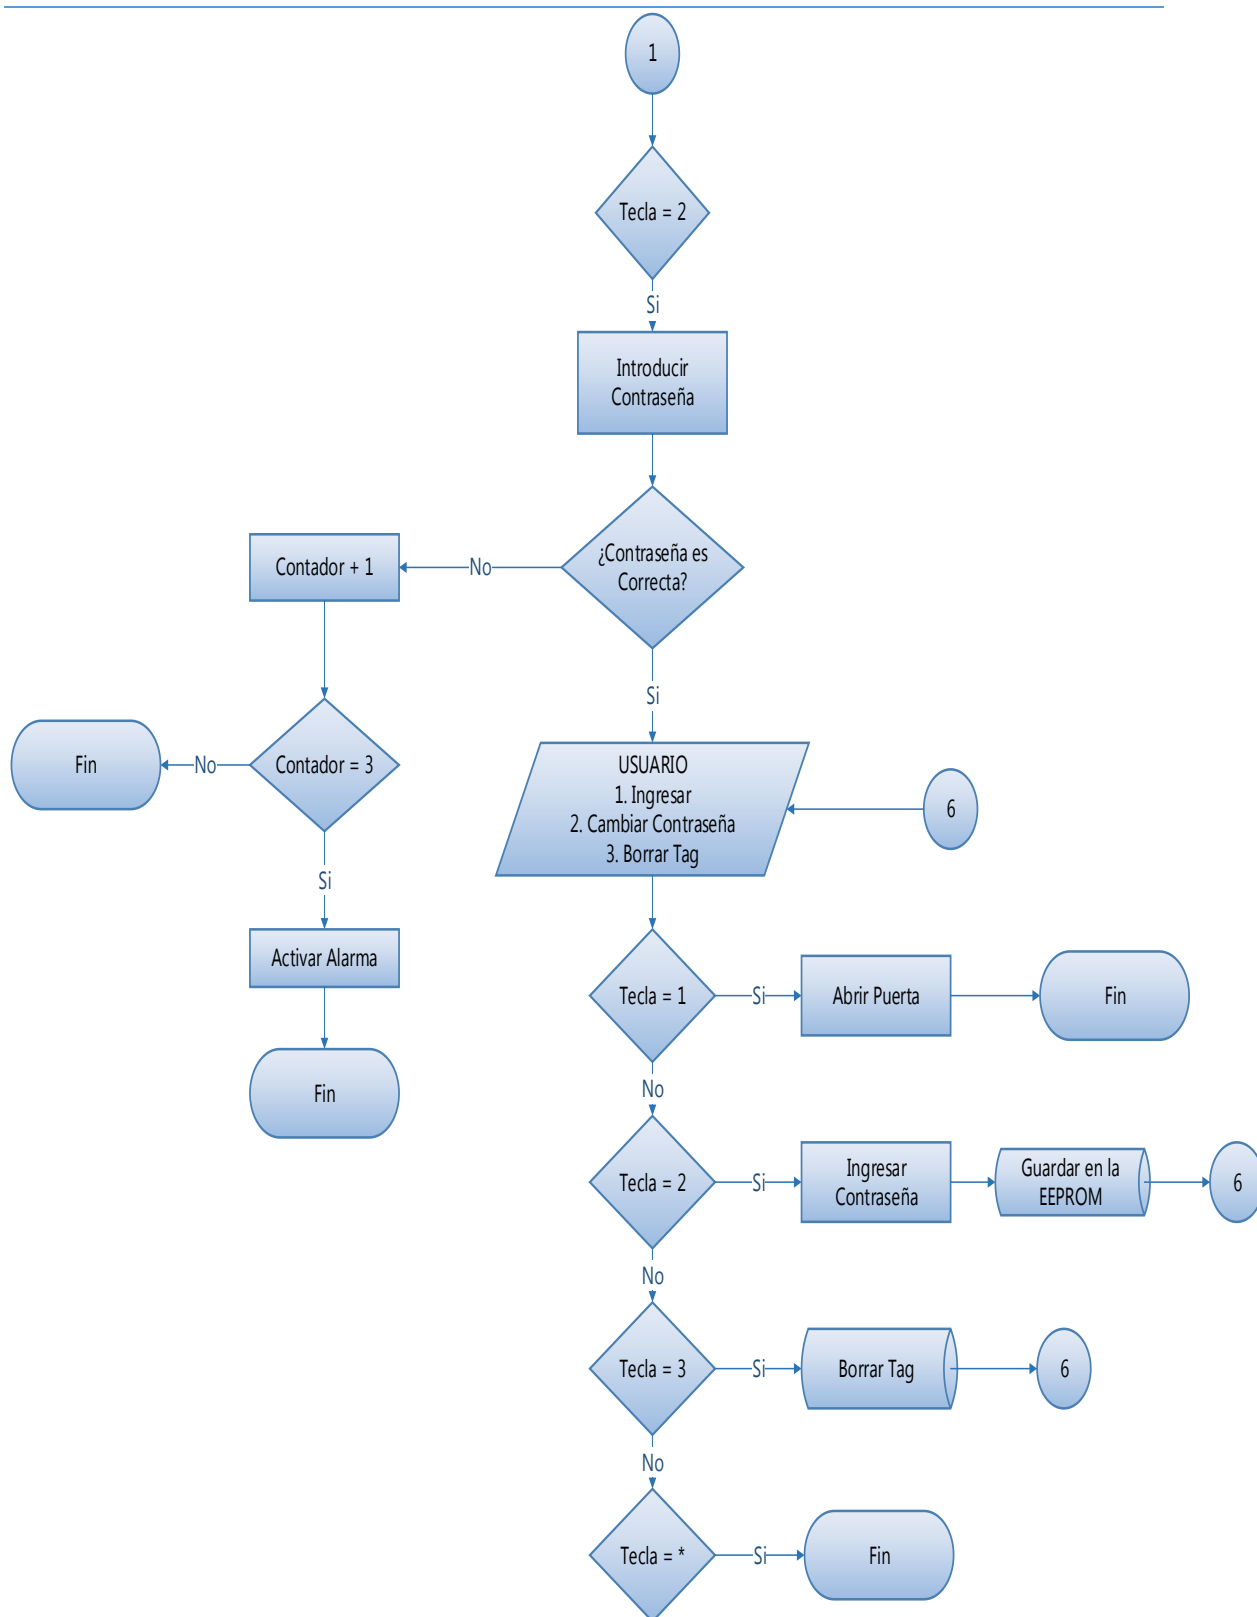 1
Tecla = 2
Si
Introducir
Contraseña
¿Contraseña es
Correcta?
No
Contador + 1
Si
Contador = 3
No
Fin
Si
Activar Alarma
Fin
USUARIO
1. Ingresar
2. Cambiar Contraseña
3. Borrar Tag
6
Tecla = 1
Si
Abrir Puerta
Fin
No
Tecla = 2
Si
Ingresar
Contraseña
Guardar en la
EEPROM
6
No
Tecla = 3
Si
Borrar Tag
6
No
Tecla = *
Si
Fin